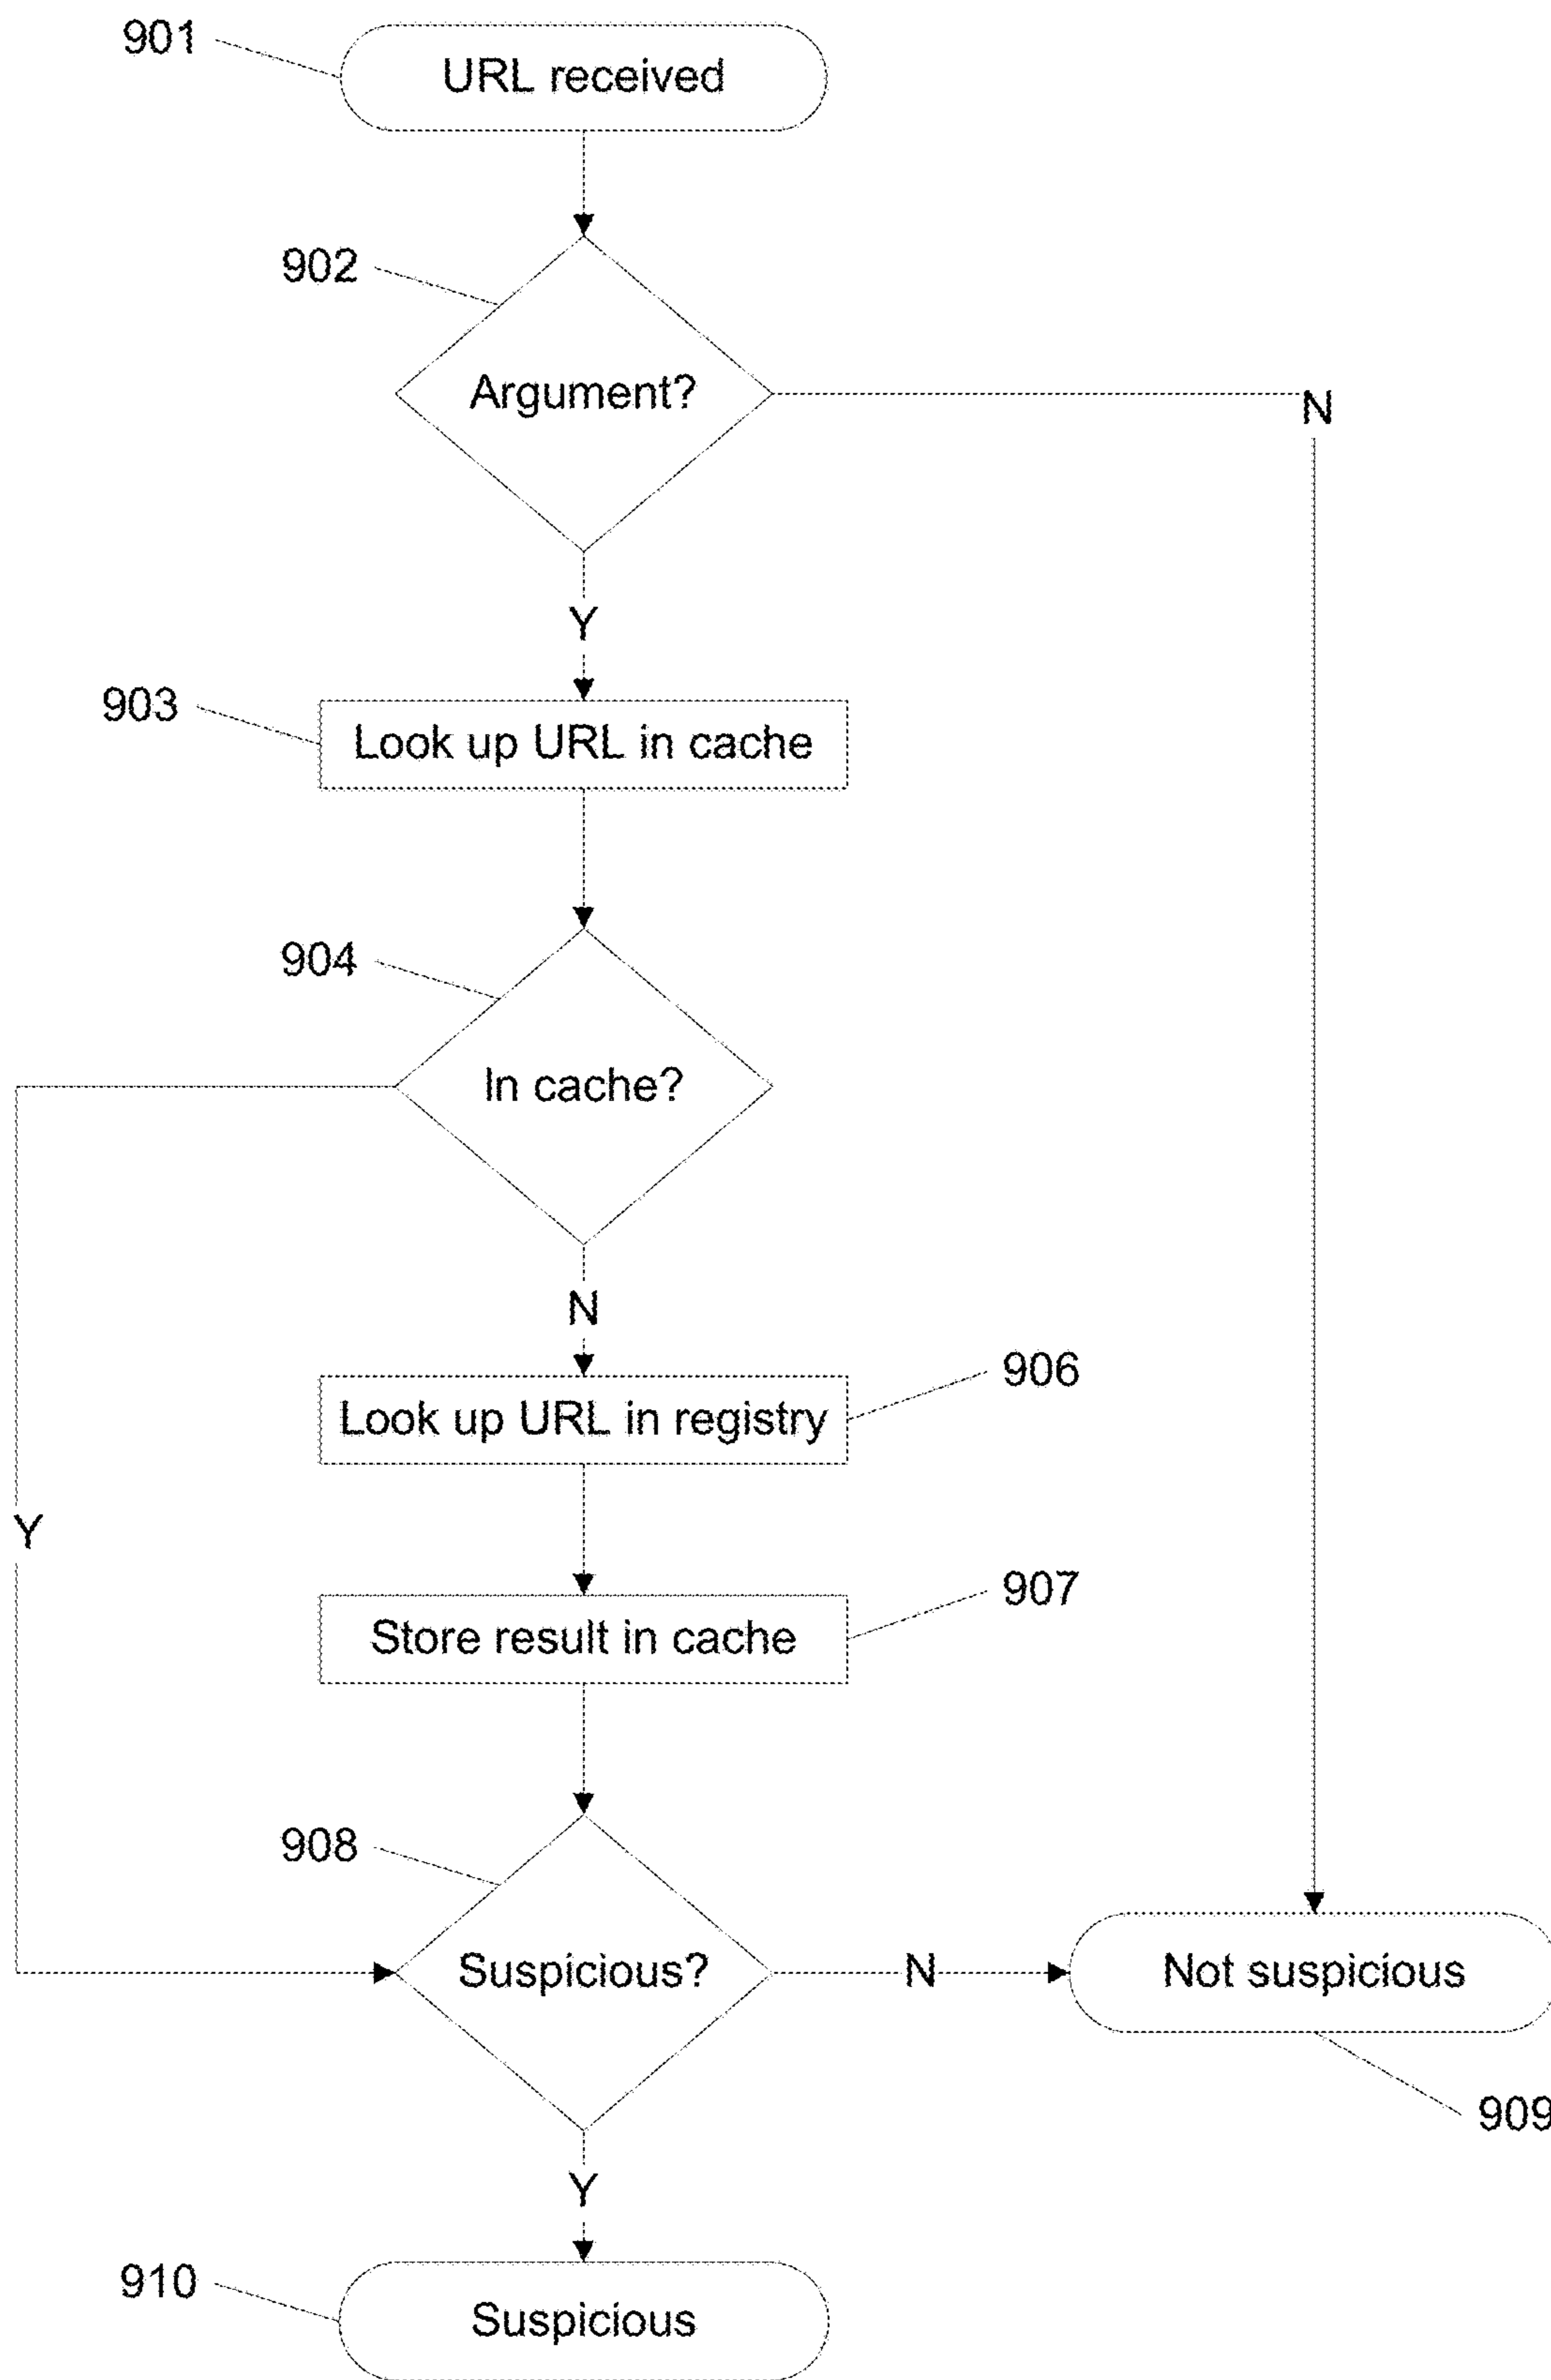 901
URL received
902
Argument?
N
Y
903
Look up URL in cache
904
In cache?
N
906
Look up URL in registry
Y
907
Store result in cache
908
Suspicious?
N
Not suspicious
909
Y
910
Suspicious